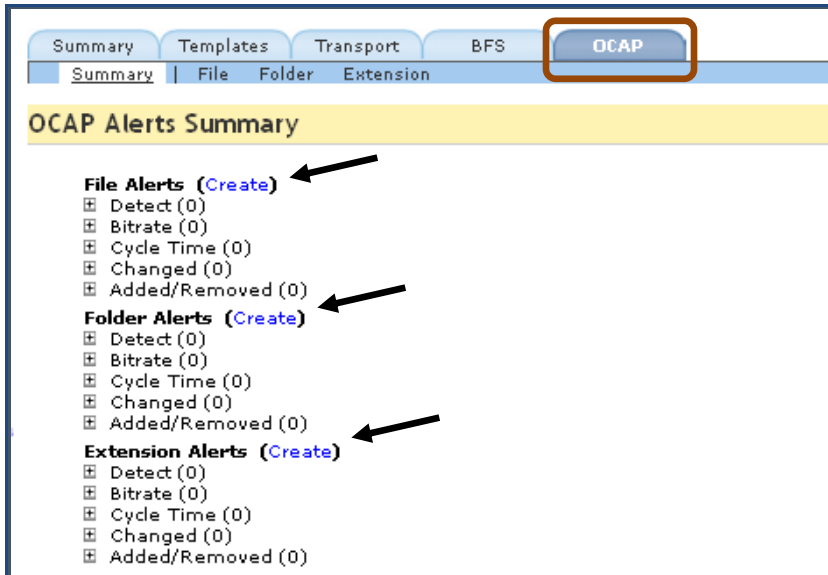 Summary Templates Transport BFS OCAP
Summary | File Folder Extension
OCAP Alerts Summary
File Alerts (Create)
Detect (0)
Bitrate (0)
Cycle Time (0)
Changed (0)
Added/Removed (0)
Folder Alerts (Create)
Detect (0)
Bitrate (0)
Cycle Time (0)
Changed (0)
Added/Removed (0)
Extension Alerts (Create)
Detect (0)
Bitrate (0)
Cycle Time (0)
Changed (0)
Added/Removed (0)